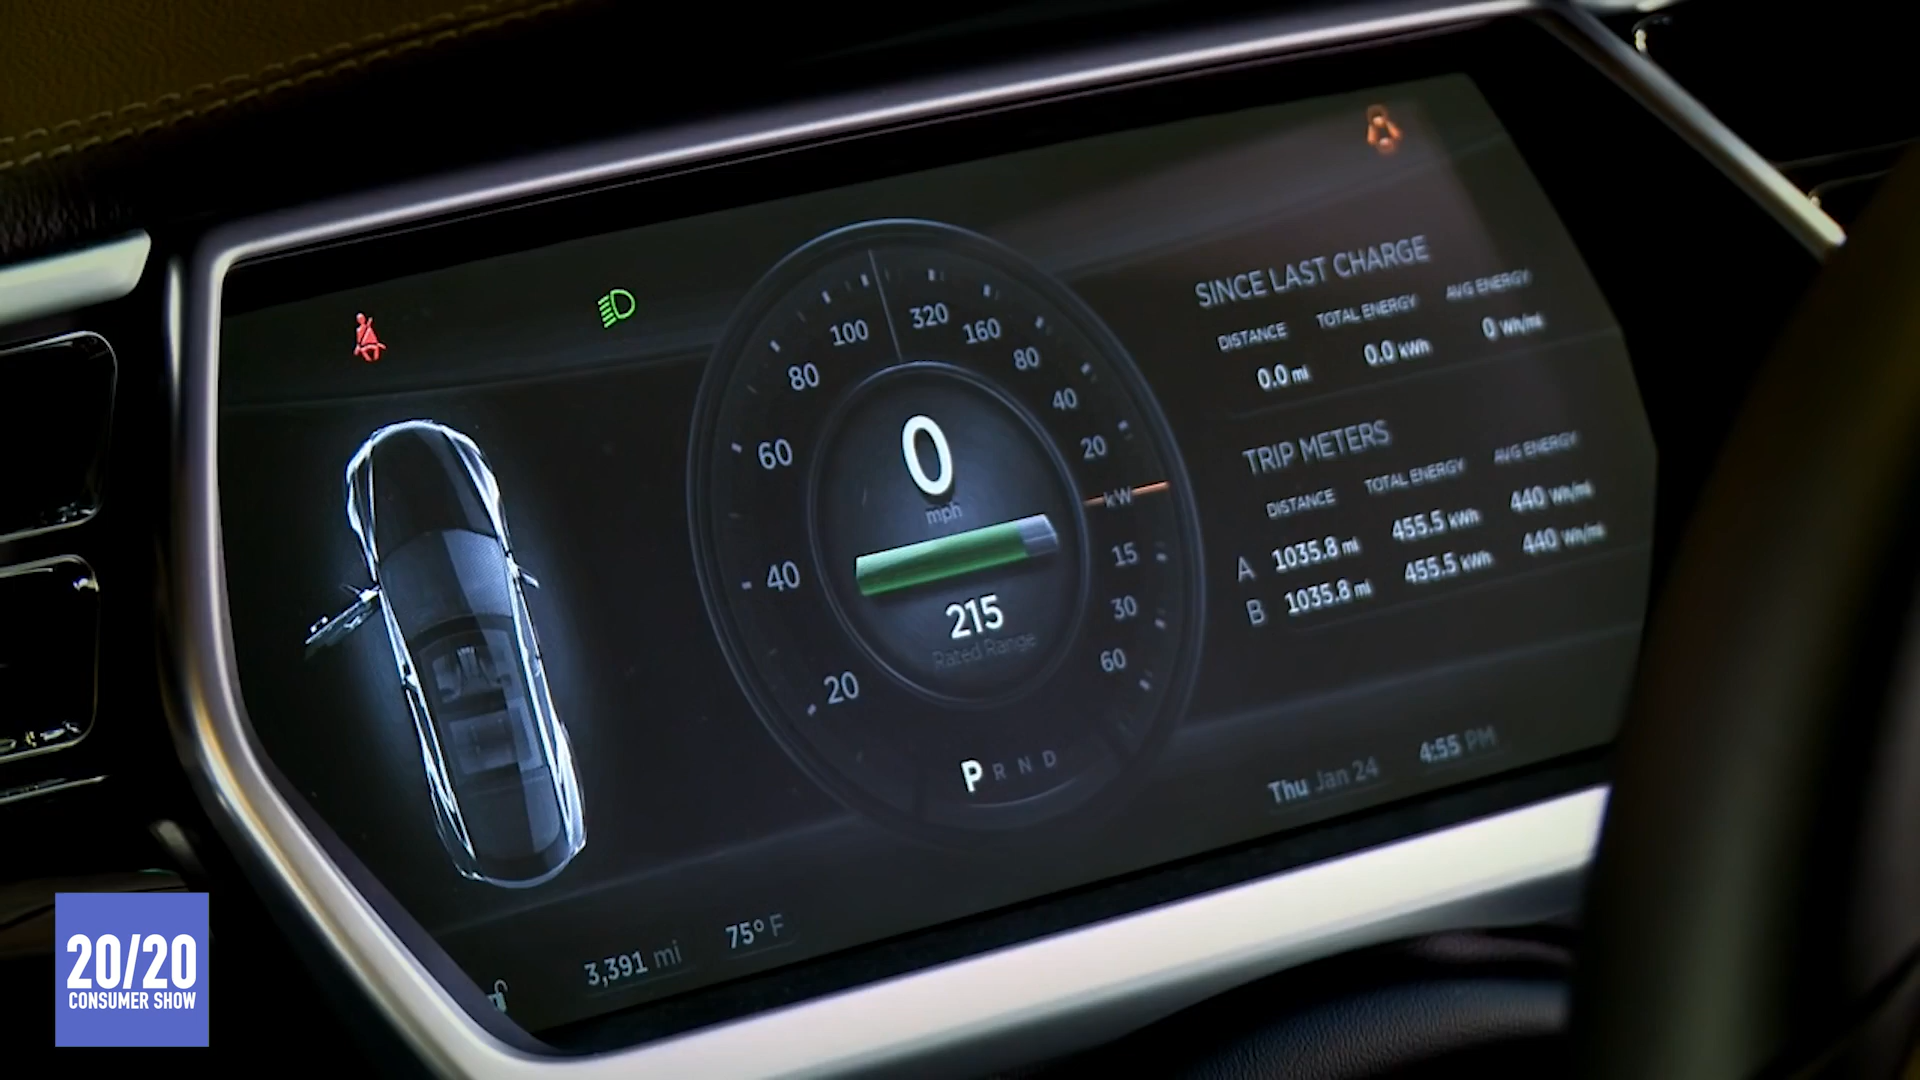 SINCE LAST CHARGE
DISTANCE TOTAL ENERGY AVG ENERGY
0.0 mi 0.0 kWh 0 Wh/mi
TRIP METERS
DISTANCE TOTAL ENERGY AVG ENERGY
A 1035.8 mi 455.5 kWh 440 Wh/mi
B 1035.8 mi 455.5 kWh 440 Wh/mi
100 320
80 160
60 80
40 40
20 20
kW
15
30
60
0
mph
215
Rated Range
P R N D
Thu Jan 24 4:55 PM
3,391 mi 75° F
20/20
CONSUMER SHOW